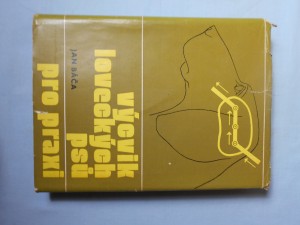 JAN BÁČA
výcvik
loveckých
psů
pro praxi